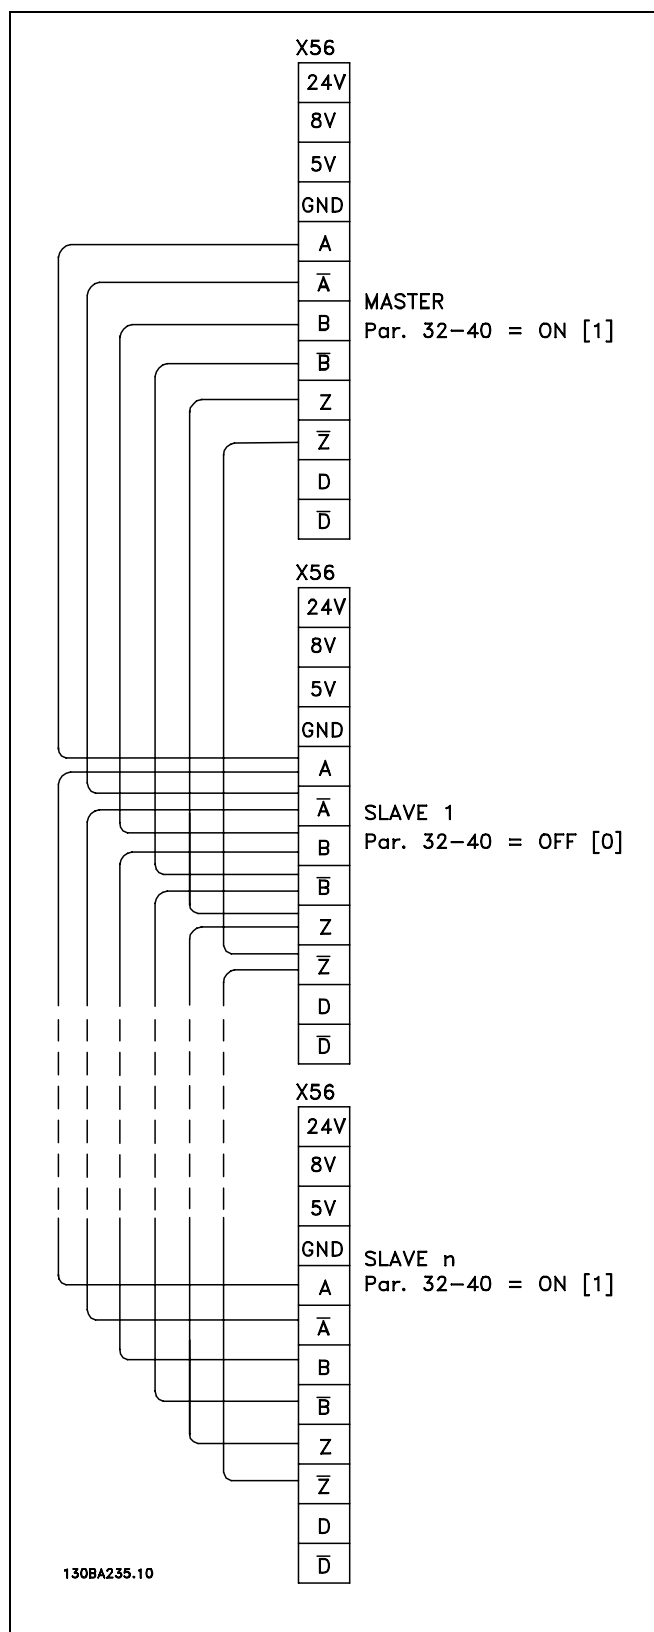 X56
24V
8V
5V
GND
A
A̅
B
B̅
Z
Z̅
D
D̅
MASTER
Par. 32-40 = ON [1]
X56
24V
8V
5V
GND
A
A̅
B
B̅
Z
Z̅
D
D̅
SLAVE 1
Par. 32-40 = OFF [0]
X56
24V
8V
5V
GND
A
A̅
B
B̅
Z
Z̅
D
D̅
SLAVE n
Par. 32-40 = ON [1]
130BA235.10